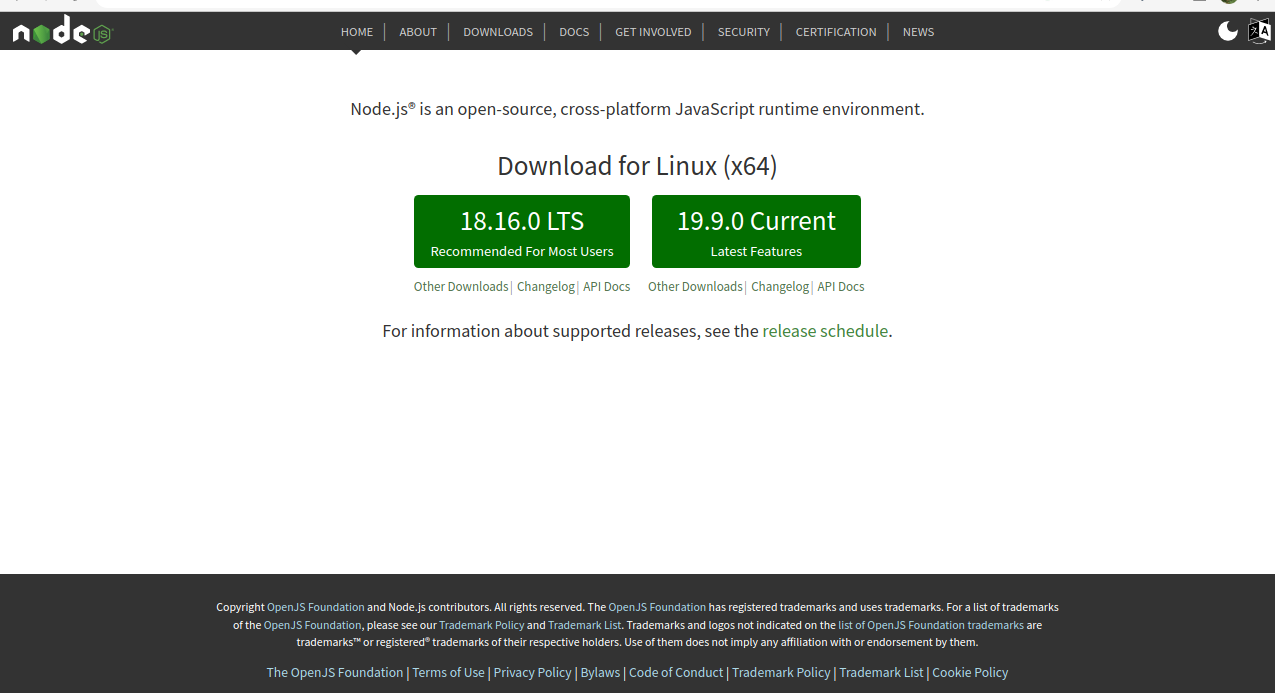 node JS
HOME | ABOUT | DOWNLOADS | DOCS | GET INVOLVED | SECURITY | CERTIFICATION | NEWS
Node.js® is an open-source, cross-platform JavaScript runtime environment.
Download for Linux (x64)
18.16.0 LTS
Recommended For Most Users
19.9.0 Current
Latest Features
Other Downloads | Changelog | API Docs
Other Downloads | Changelog | API Docs
For information about supported releases, see the release schedule.
Copyright OpenJS Foundation and Node.js contributors. All rights reserved. The OpenJS Foundation has registered trademarks and uses trademarks. For a list of trademarks
of the OpenJS Foundation, please see our Trademark Policy and Trademark List. Trademarks and logos not indicated on the list of OpenJS Foundation trademarks are
trademarks™ or registered® trademarks of their respective holders. Use of them does not imply any affiliation with or endorsement by them.
The OpenJS Foundation | Terms of Use | Privacy Policy | Bylaws | Code of Conduct | Trademark Policy | Trademark List | Cookie Policy